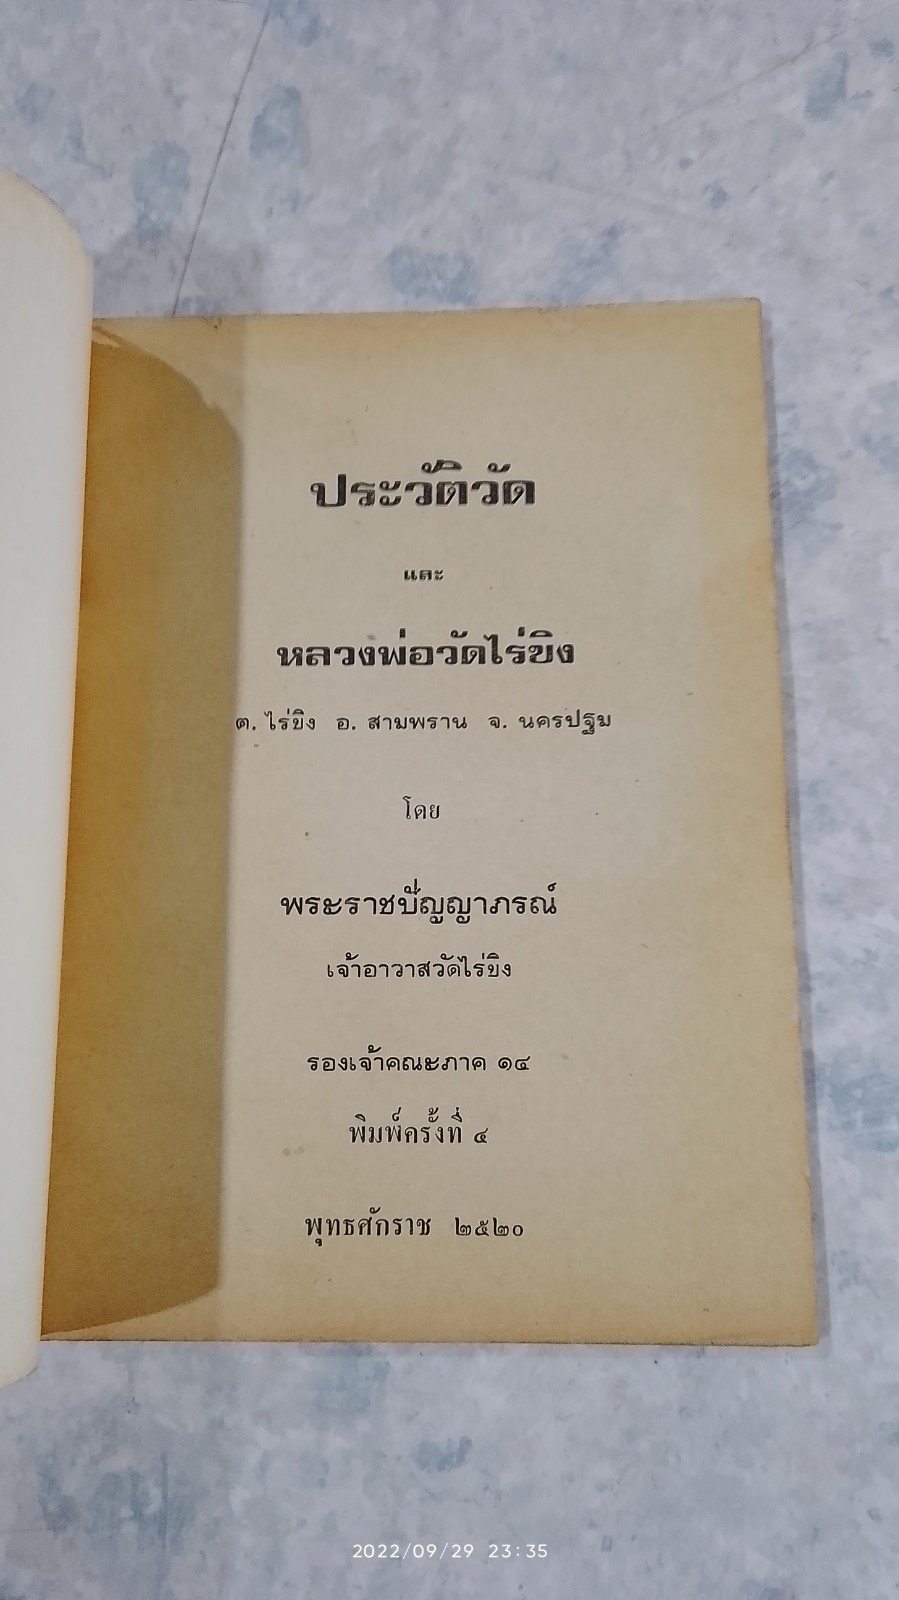 ประวัติวัด
และ
หลวงพ่อวัดไร่ขิง
ต. ไร่ขิง อ. สามพราน จ. นครปฐม
โดย
พระราชปัญญาภรณ์
เจ้าอาวาสวัดไร่ขิง
รองเจ้าคณะภาค ๑๔
พิมพ์ครั้งที่ ๔
พุทธศักราช ๒๕๒๐
2022/09/29 23:35